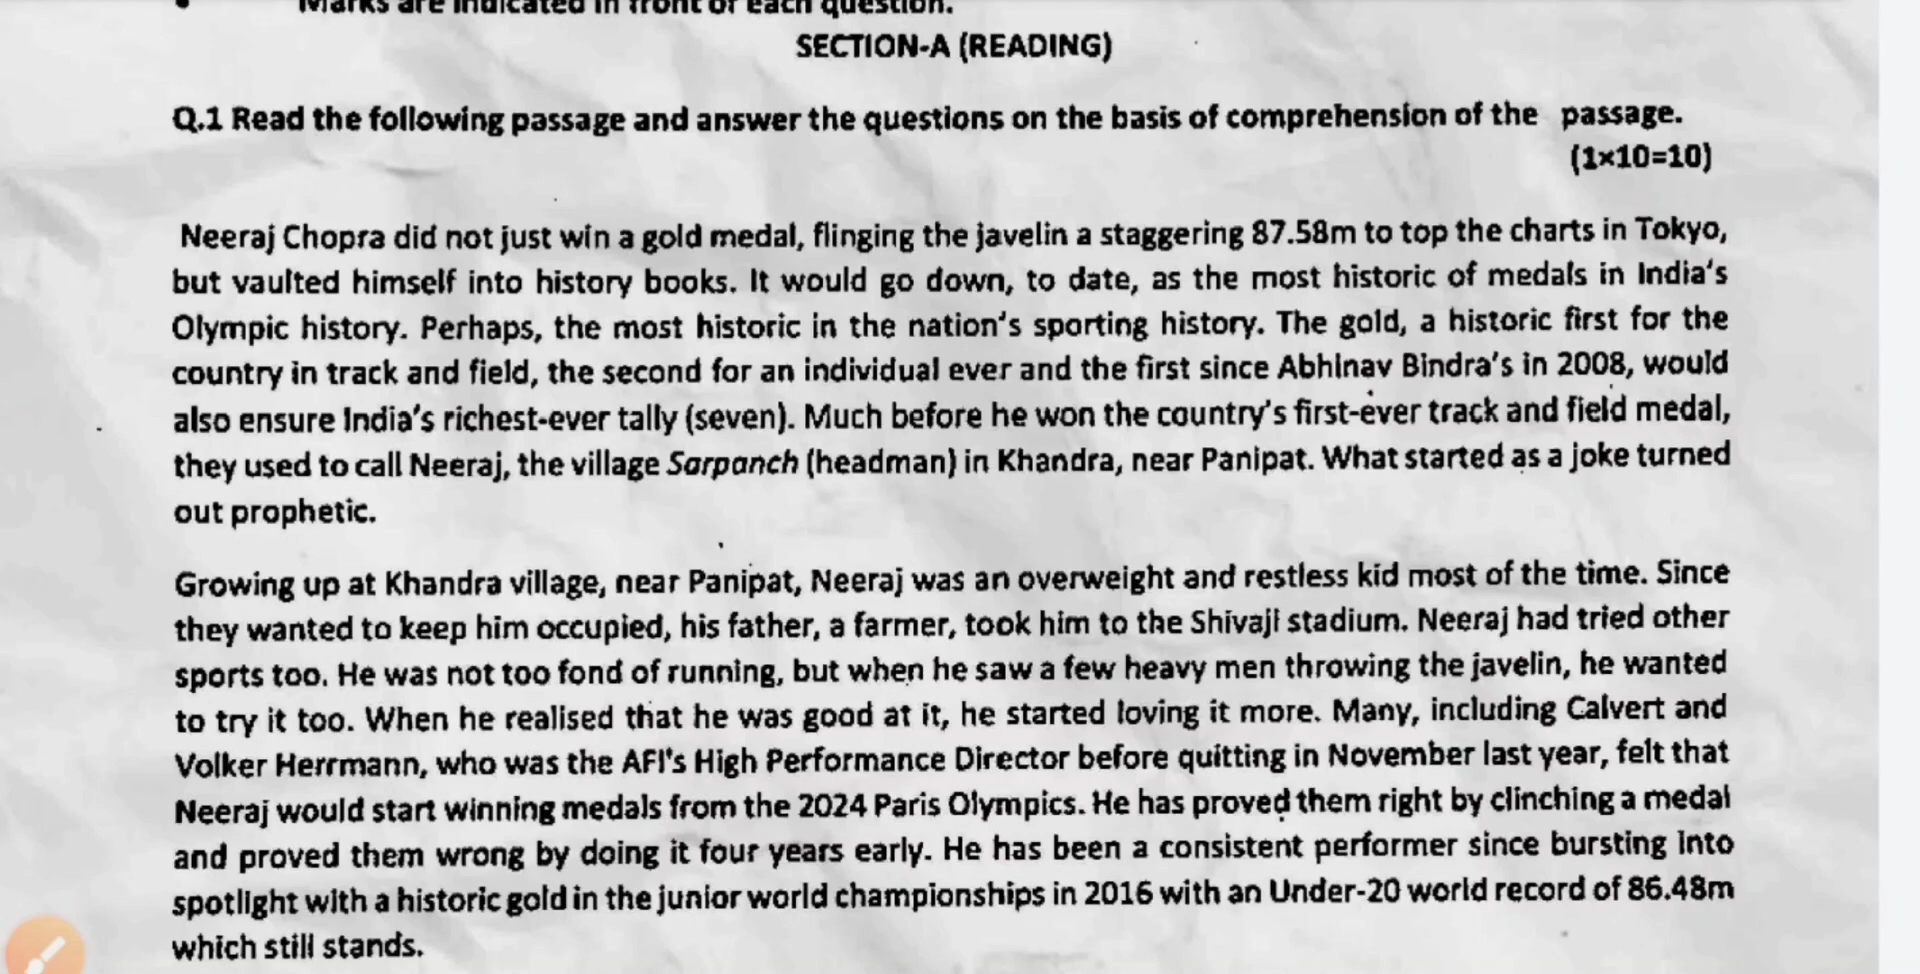 Marks are indicated in front of each question.
SECTION-A (READING)
Q.1 Read the following passage and answer the questions on the basis of comprehension of the passage.
(1×10=10)
Neeraj Chopra did not just win a gold medal, flinging the javelin a staggering 87.58m to top the charts in Tokyo,
but vaulted himself into history books. It would go down, to date, as the most historic of medals in India's
Olympic history. Perhaps, the most historic in the nation's sporting history. The gold, a historic first for the
country in track and field, the second for an individual ever and the first since Abhinav Bindra's in 2008, would
also ensure India's richest-ever tally (seven). Much before he won the country's first-ever track and field medal,
they used to call Neeraj, the village Sarpanch (headman) in Khandra, near Panipat. What started as a joke turned
out prophetic.
Growing up at Khandra village, near Panipat, Neeraj was an overweight and restless kid most of the time. Since
they wanted to keep him occupied, his father, a farmer, took him to the Shivaji stadium. Neeraj had tried other
sports too. He was not too fond of running, but when he saw a few heavy men throwing the javelin, he wanted
to try it too. When he realised that he was good at it, he started loving it more. Many, including Calvert and
Volker Herrmann, who was the AFI's High Performance Director before quitting in November last year, felt that
Neeraj would start winning medals from the 2024 Paris Olympics. He has proved them right by clinching a medal
and proved them wrong by doing it four years early. He has been a consistent performer since bursting into
spotlight with a historic gold in the junior world championships in 2016 with an Under-20 world record of 86.48m
which still stands.